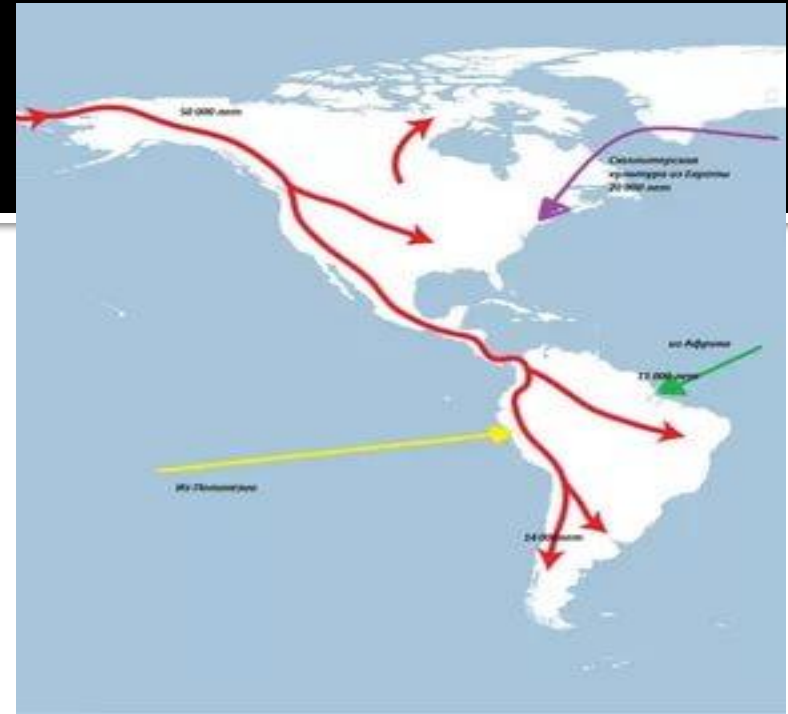 50 000 лет
Сюллитерская
культура из Европы
20 000 лет
из Африки
15 000 лет
Из Полинезии
14 000 лет